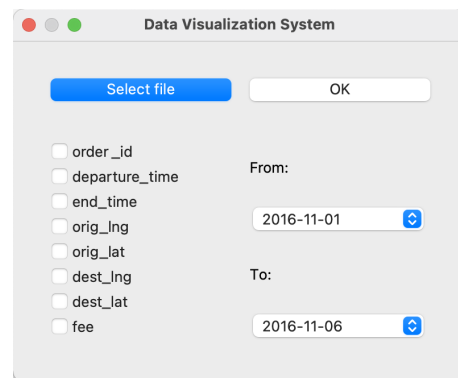 Data Visualization System
Select file
OK
order_id
departure_time
end_time
orig_lng
orig_lat
dest_lng
dest_lat
fee
From:
2016-11-01
To:
2016-11-06